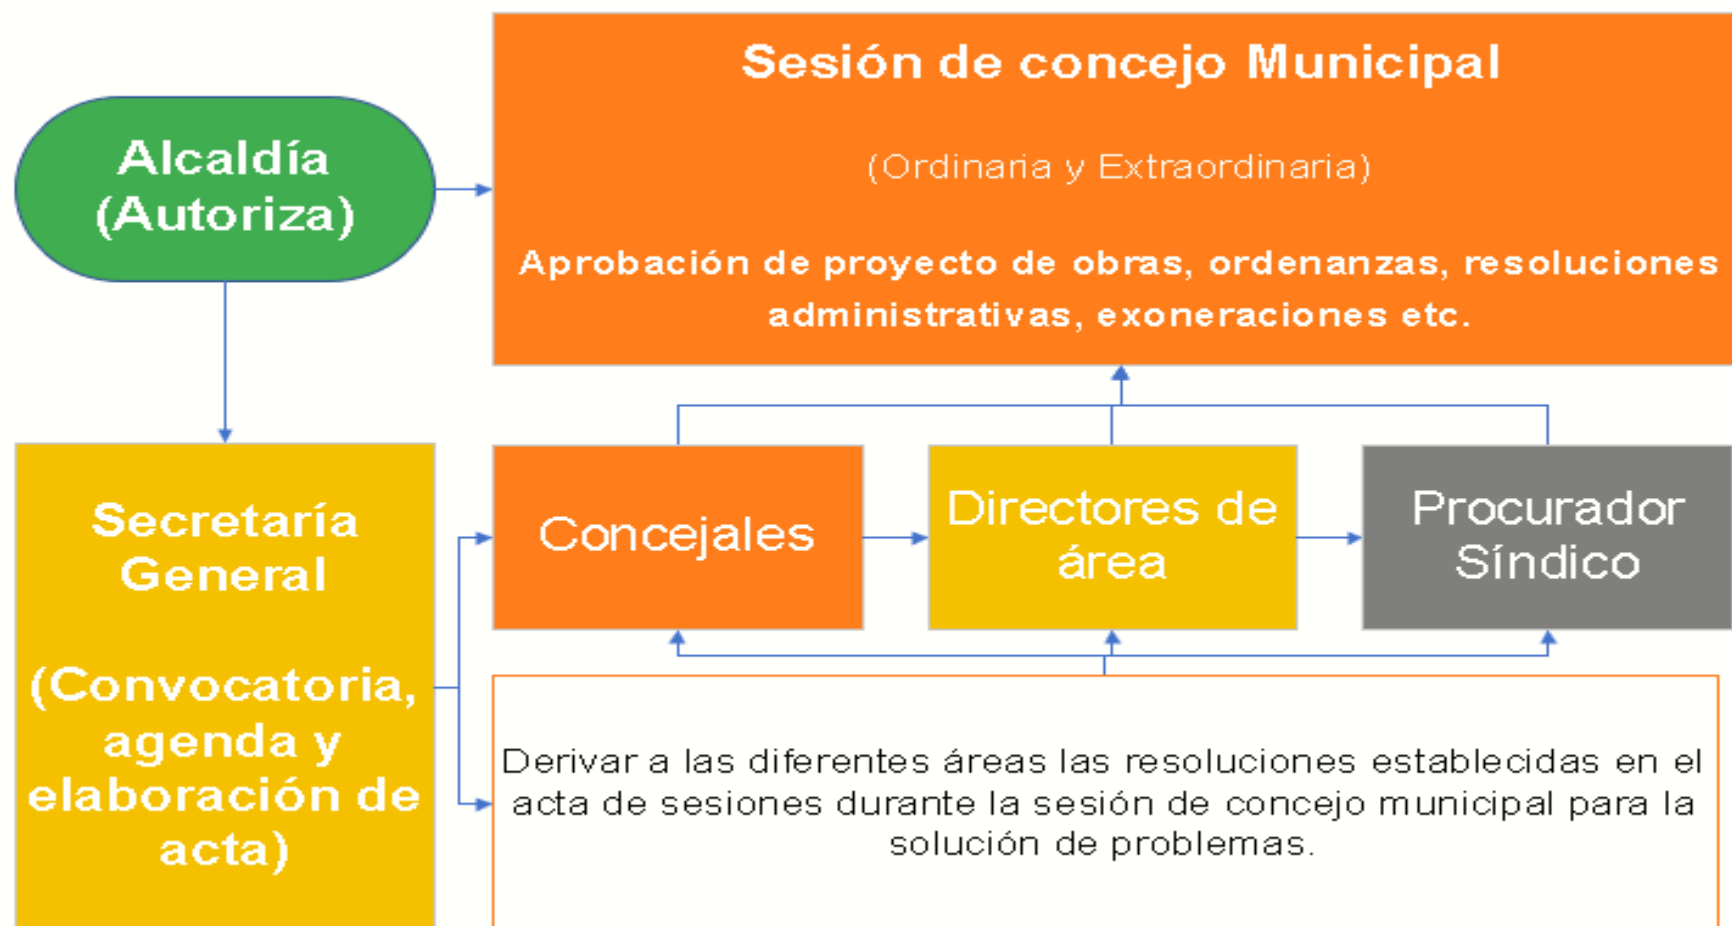 Alcaldía
(Autoriza)
Sesión de concejo Municipal
(Ordinaria y Extraordinaria)
Aprobación de proyecto de obras, ordenanzas, resoluciones
administrativas, exoneraciones etc.
Secretaría
General
(Convocatoria,
agenda y
elaboración de
acta)
Concejales
Directores de
área
Procurador
Síndico
Derivar a las diferentes áreas las resoluciones establecidas en el
acta de sesiones durante la sesión de concejo municipal para la
solución de problemas.